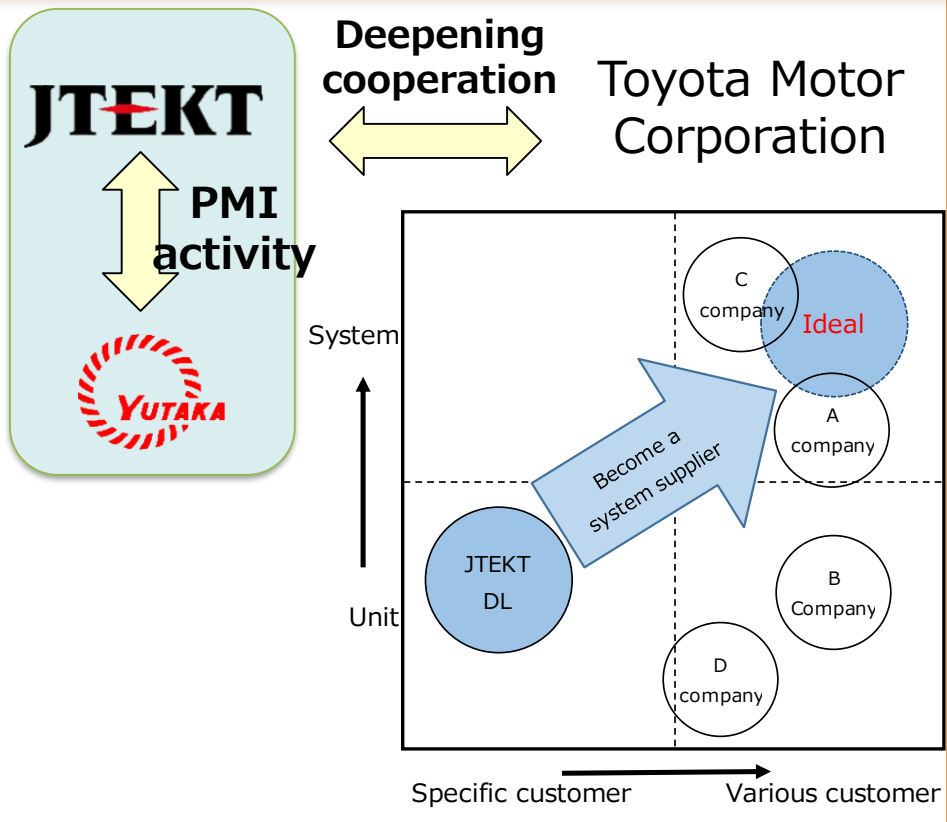 JTEKT
PMI
activity
YUTAKA
Deepening
cooperation
Toyota Motor
Corporation
System
Unit
C
company
Ideal
A
company
Become a
system supplier
JTEKT
DL
B
Company
D
company
Specific customer
Various customer